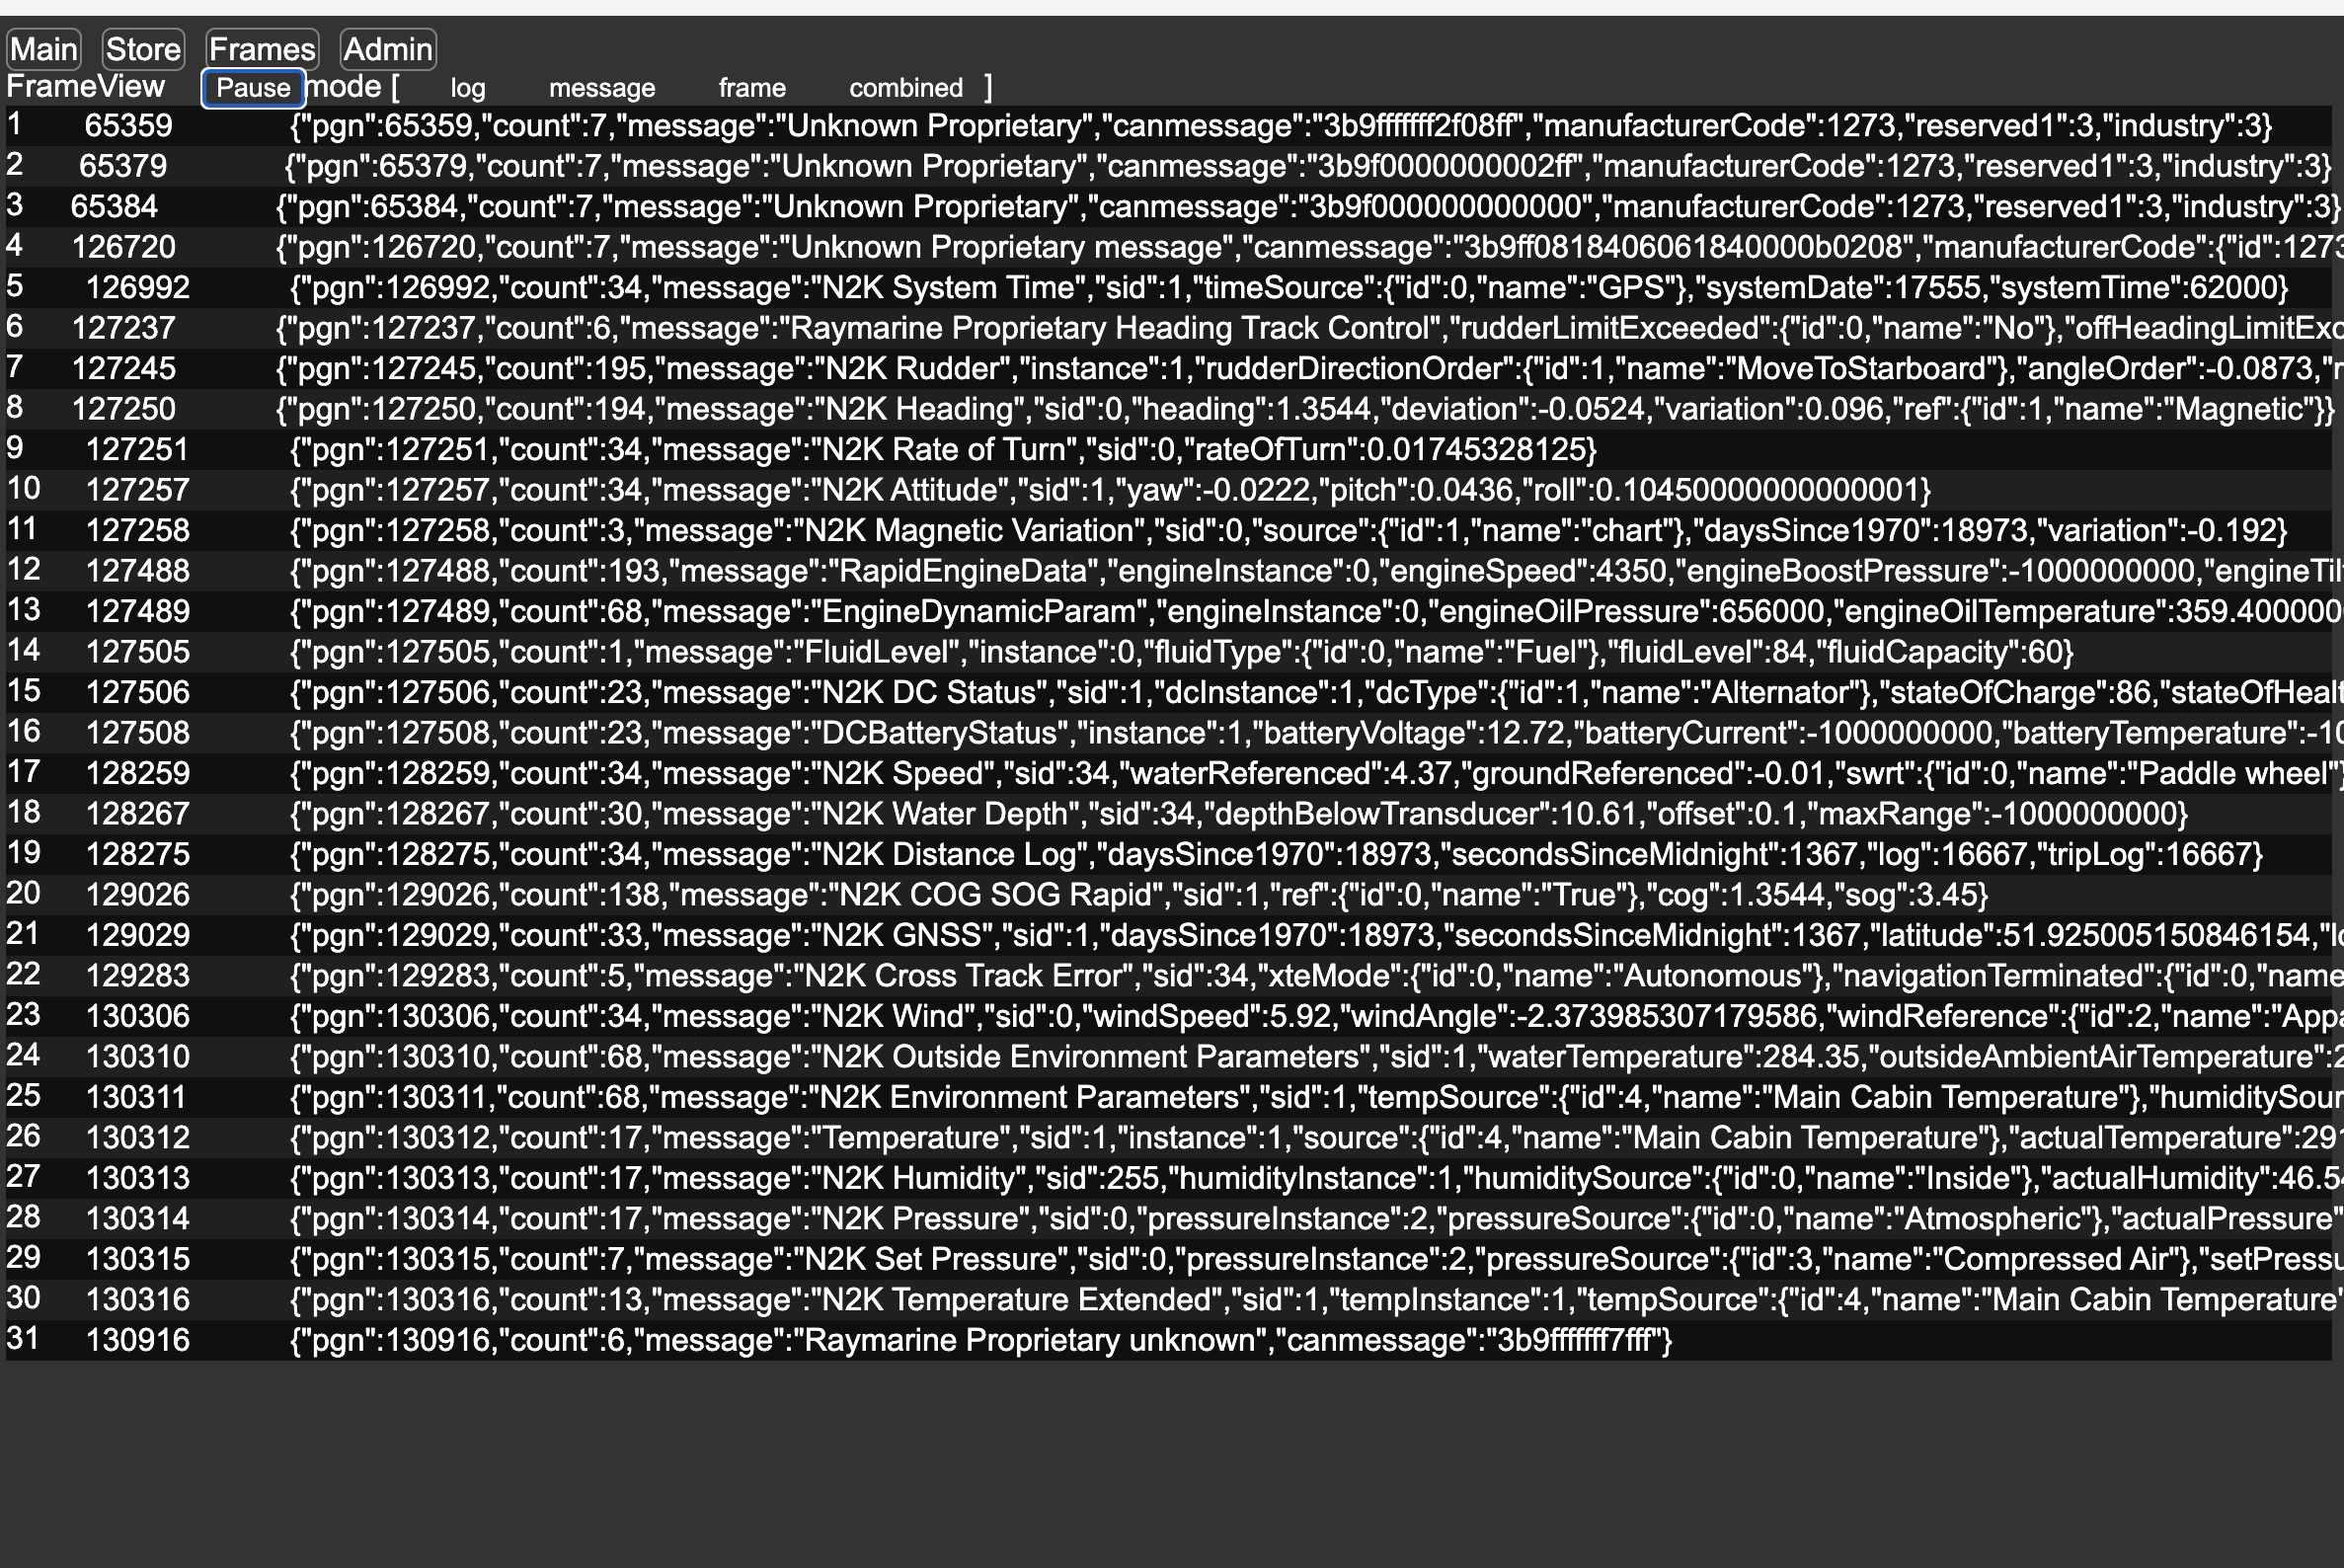 Main Store Frames Admin
FrameView Pause mode [ log message frame combined ]
1 65359 {"pgn":65359,"count":7,"message":"Unknown Proprietary","canmessage":"3b9fffffff2f08ff","manufacturerCode":1273,"reserved1":3,"industry":3}
2 65379 {"pgn":65379,"count":7,"message":"Unknown Proprietary","canmessage":"3b9f0000000002ff","manufacturerCode":1273,"reserved1":3,"industry":3}
3 65384 {"pgn":65384,"count":7,"message":"Unknown Proprietary","canmessage":"3b9f000000000000","manufacturerCode":1273,"reserved1":3,"industry":3}
4 126720 {"pgn":126720,"count":7,"message":"Unknown Proprietary message","canmessage":"3b9ff0818406061840000b0208","manufacturerCode":{"id":1273
5 126992 {"pgn":126992,"count":34,"message":"N2K System Time","sid":1,"timeSource":{"id":0,"name":"GPS"},"systemDate":17555,"systemTime":62000}
6 127237 {"pgn":127237,"count":6,"message":"Raymarine Proprietary Heading Track Control","rudderLimitExceeded":{"id":0,"name":"No"},"offHeadingLimitExc
7 127245 {"pgn":127245,"count":195,"message":"N2K Rudder","instance":1,"rudderDirectionOrder":{"id":1,"name":"MoveToStarboard"},"angleOrder":-0.0873,"r
8 127250 {"pgn":127250,"count":194,"message":"N2K Heading","sid":0,"heading":1.3544,"deviation":-0.0524,"variation":0.096,"ref":{"id":1,"name":"Magnetic"}}
9 127251 {"pgn":127251,"count":34,"message":"N2K Rate of Turn","sid":0,"rateOfTurn":0.01745328125}
10 127257 {"pgn":127257,"count":34,"message":"N2K Attitude","sid":1,"yaw":-0.0222,"pitch":0.0436,"roll":0.10450000000000001}
11 127258 {"pgn":127258,"count":3,"message":"N2K Magnetic Variation","sid":0,"source":{"id":1,"name":"chart"},"daysSince1970":18973,"variation":-0.192}
12 127488 {"pgn":127488,"count":193,"message":"RapidEngineData","engineInstance":0,"engineSpeed":4350,"engineBoostPressure":-1000000000,"engineTil
13 127489 {"pgn":127489,"count":68,"message":"EngineDynamicParam","engineInstance":0,"engineOilPressure":656000,"engineOilTemperature":359.4000000
14 127505 {"pgn":127505,"count":1,"message":"FluidLevel","instance":0,"fluidType":{"id":0,"name":"Fuel"},"fluidLevel":84,"fluidCapacity":60}
15 127506 {"pgn":127506,"count":23,"message":"N2K DC Status","sid":1,"dcInstance":1,"dcType":{"id":1,"name":"Alternator"},"stateOfCharge":86,"stateOfHealt
16 127508 {"pgn":127508,"count":23,"message":"DCBatteryStatus","instance":1,"batteryVoltage":12.72,"batteryCurrent":-1000000000,"batteryTemperature":-10
17 128259 {"pgn":128259,"count":34,"message":"N2K Speed","sid":34,"waterReferenced":4.37,"groundReferenced":-0.01,"swrt":{"id":0,"name":"Paddle wheel"}
18 128267 {"pgn":128267,"count":30,"message":"N2K Water Depth","sid":34,"depthBelowTransducer":10.61,"offset":0.1,"maxRange":-1000000000}
19 128275 {"pgn":128275,"count":34,"message":"N2K Distance Log","daysSince1970":18973,"secondsSinceMidnight":1367,"log":16667,"tripLog":16667}
20 129026 {"pgn":129026,"count":138,"message":"N2K COG SOG Rapid","sid":1,"ref":{"id":0,"name":"True"},"cog":1.3544,"sog":3.45}
21 129029 {"pgn":129029,"count":33,"message":"N2K GNSS","sid":1,"daysSince1970":18973,"secondsSinceMidnight":1367,"latitude":51.925005150846154,"lo
22 129283 {"pgn":129283,"count":5,"message":"N2K Cross Track Error","sid":34,"xteMode":{"id":0,"name":"Autonomous"},"navigationTerminated":{"id":0,"name
23 130306 {"pgn":130306,"count":34,"message":"N2K Wind","sid":0,"windSpeed":5.92,"windAngle":-2.373985307179586,"windReference":{"id":2,"name":"Appa
24 130310 {"pgn":130310,"count":68,"message":"N2K Outside Environment Parameters","sid":1,"waterTemperature":284.35,"outsideAmbientAirTemperature":2
25 130311 {"pgn":130311,"count":68,"message":"N2K Environment Parameters","sid":1,"tempSource":{"id":4,"name":"Main Cabin Temperature"},"humiditySour
26 130312 {"pgn":130312,"count":17,"message":"Temperature","sid":1,"instance":1,"source":{"id":4,"name":"Main Cabin Temperature"},"actualTemperature":291
27 130313 {"pgn":130313,"count":17,"message":"N2K Humidity","sid":255,"humidityInstance":1,"humiditySource":{"id":0,"name":"Inside"},"actualHumidity":46.54
28 130314 {"pgn":130314,"count":17,"message":"N2K Pressure","sid":0,"pressureInstance":2,"pressureSource":{"id":0,"name":"Atmospheric"},"actualPressure"
29 130315 {"pgn":130315,"count":7,"message":"N2K Set Pressure","sid":0,"pressureInstance":2,"pressureSource":{"id":3,"name":"Compressed Air"},"setPressu
30 130316 {"pgn":130316,"count":13,"message":"N2K Temperature Extended","sid":1,"tempInstance":1,"tempSource":{"id":4,"name":"Main Cabin Temperature"
31 130916 {"pgn":130916,"count":6,"message":"Raymarine Proprietary unknown","canmessage":"3b9fffffff7fff"}